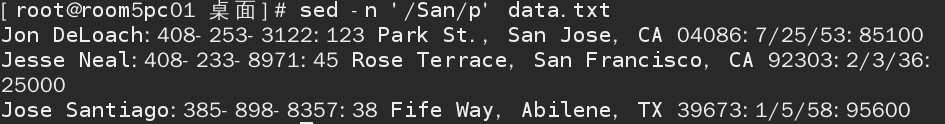 [ root@room5pc01 桌面]# sed -n '/San/p' data.txt
Jon DeLoach:408-253-3122:123 Park St., San Jose, CA 04086:7/25/53:85100
Jesse Neal:408-233-8971:45 Rose Terrace, San Francisco, CA 92303:2/3/36:
25000
Jose Santiago:385-898-8357:38 Fife Way, Abilene, TX 39673:1/5/58:95600